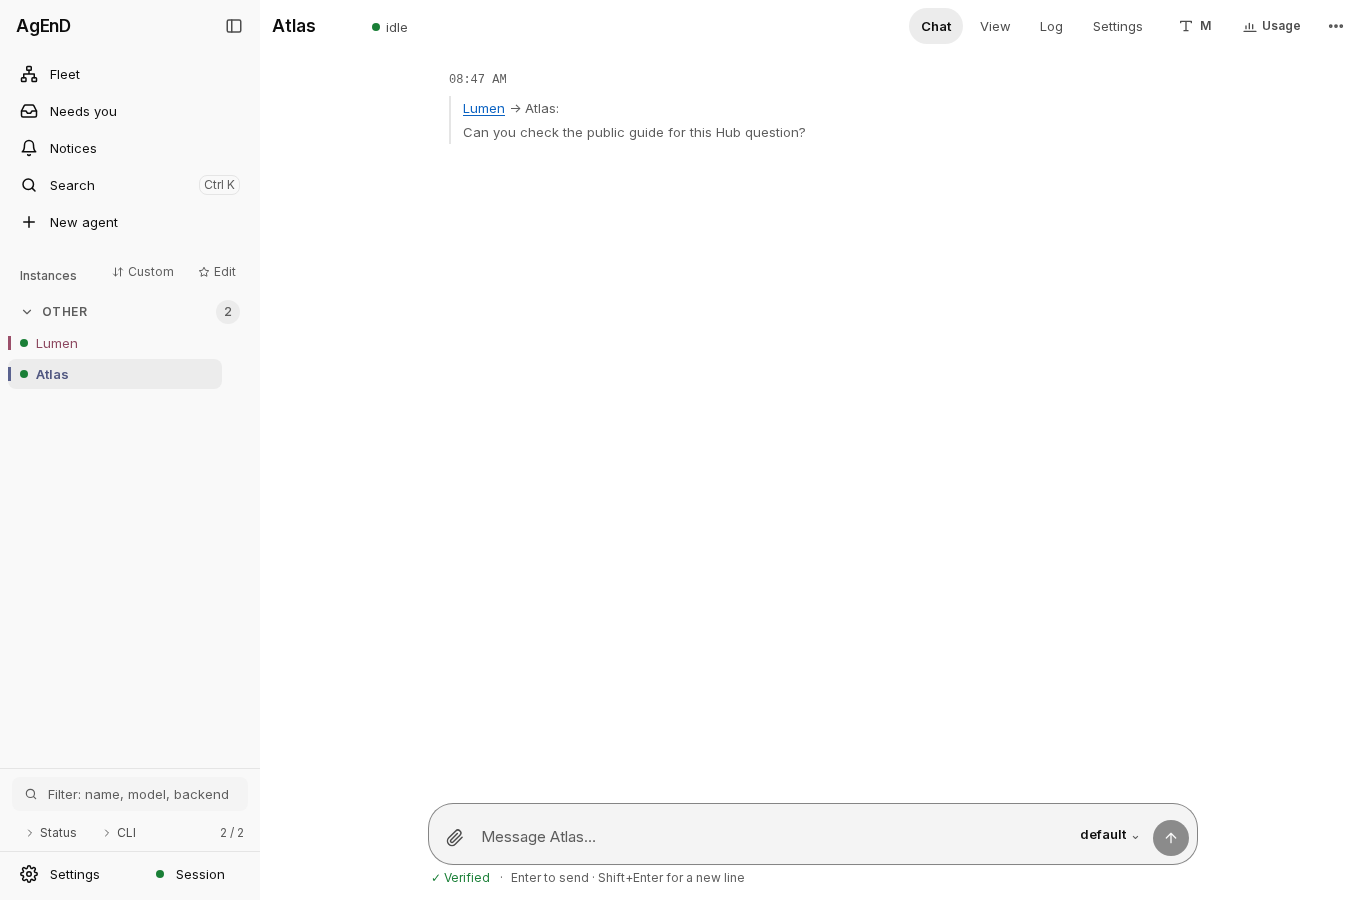 AgEnD
Fleet
Needs you
Notices
Search Ctrl K
New agent
Instances Custom Edit
OTHER 2
Lumen
Atlas
Filter: name, model, backend
Status CLI 2 / 2
Settings Session
Atlas idle Chat View Log Settings M Usage
08:47 AM
Lumen → Atlas:
Can you check the public guide for this Hub question?
Message Atlas... default
✓ Verified · Enter to send · Shift+Enter for a new line